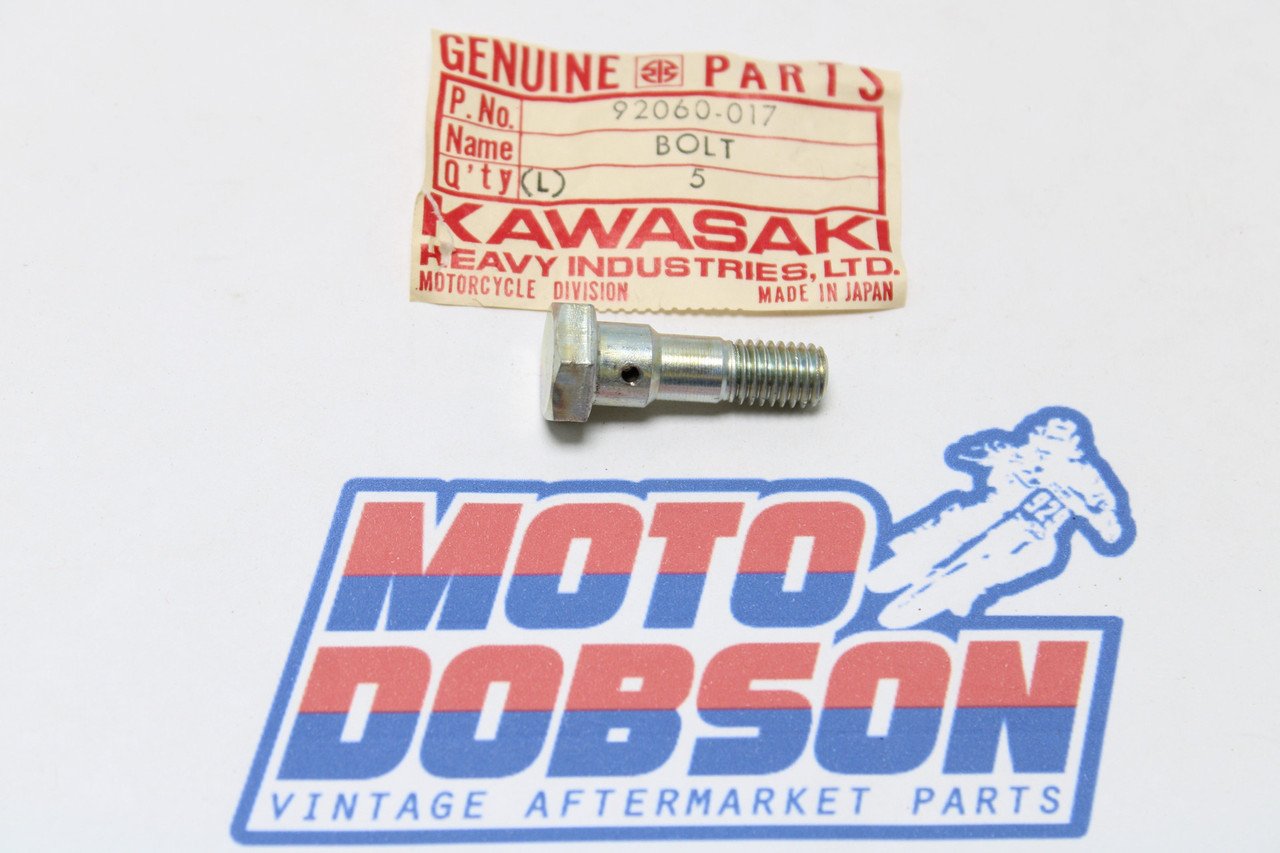 GENUINE PARTS
P.No. 92060-017
Name BOLT
Q'ty (L) 5
KAWASAKI
HEAVY INDUSTRIES, LTD.
MOTORCYCLE DIVISION MADE IN JAPAN
MOTO
DOBSON
VINTAGE AFTERMARKET PARTS